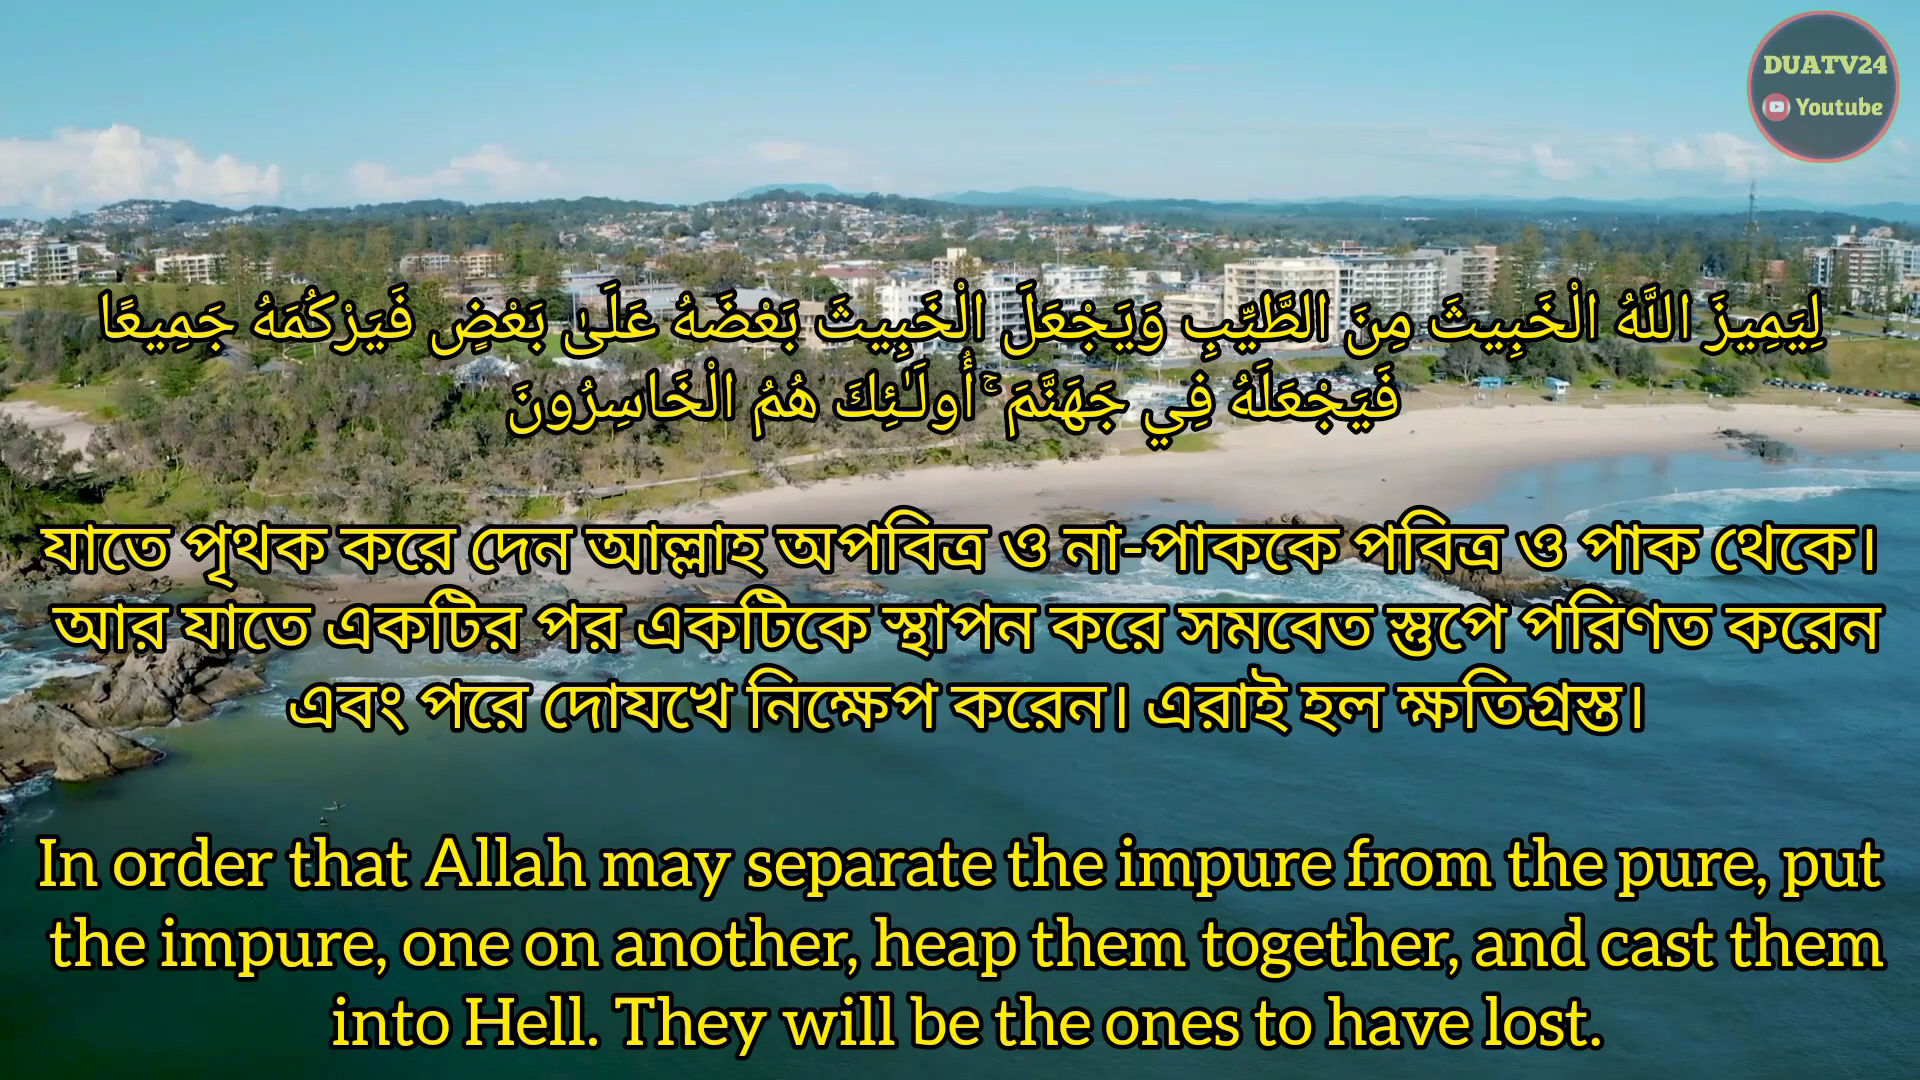 DUATV24
Youtube
لِيَمِيزَ اللَّهُ الْخَبِيثَ مِنَ الطَّيِّبِ وَيَجْعَلَ الْخَبِيثَ بَعْضَهُ عَلَىٰ بَعْضٍ فَيَرْكُمَهُ جَمِيعًا
فَيَجْعَلَهُ فِي جَهَنَّمَ ۚ أُولَـٰئِكَ هُمُ الْخَاسِرُونَ
যাতে পৃথক করে দেন আল্লাহ অপবিত্র ও না-পাককে পবিত্র ও পাক থেকে।
আর যাতে একটির পর একটিকে স্থাপন করে সমবেত স্তুপে পরিণত করেন
এবং পরে দোযখে নিক্ষেপ করেন। এরাই হল ক্ষতিগ্রস্ত।
In order that Allah may separate the impure from the pure, put
the impure, one on another, heap them together, and cast them
into Hell. They will be the ones to have lost.